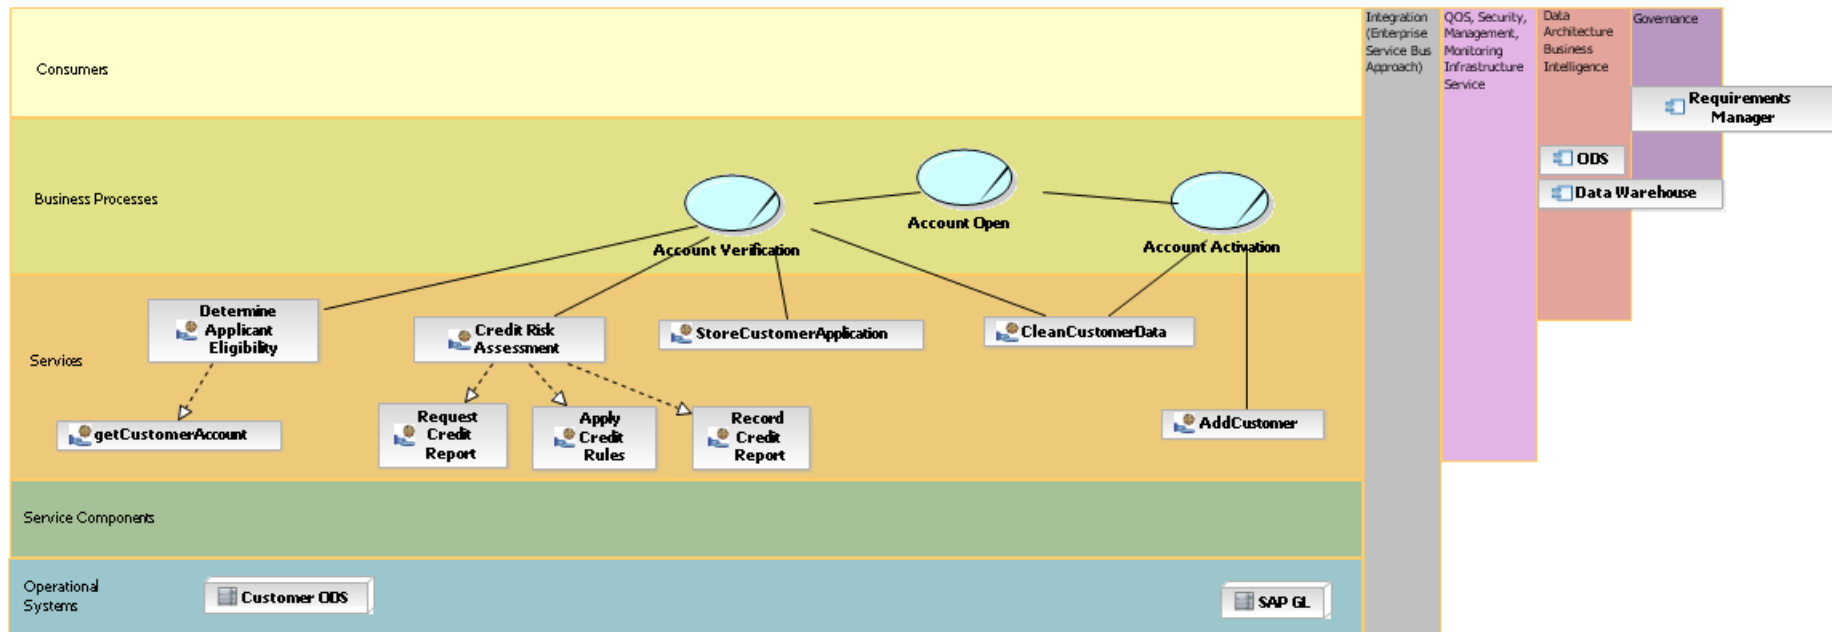 Consumers
Integration
(Enterprise
Service Bus
Approach)
QOS, Security,
Management,
Monitoring
Infrastructure
Service
Data
Architecture
Business
Intelligence
Governance
Requirements
Manager
ODS
Data Warehouse
Business Processes
Account Verification
Account Open
Account Activation
Services
Determine
Applicant
Eligibility
Credit Risk
Assessment
StoreCustomerApplication
CleanCustomerData
getCustomerAccount
Request
Credit
Report
Apply
Credit
Rules
Record
Credit
Report
AddCustomer
Service Components
Operational
Systems
Customer ODS
SAP GL